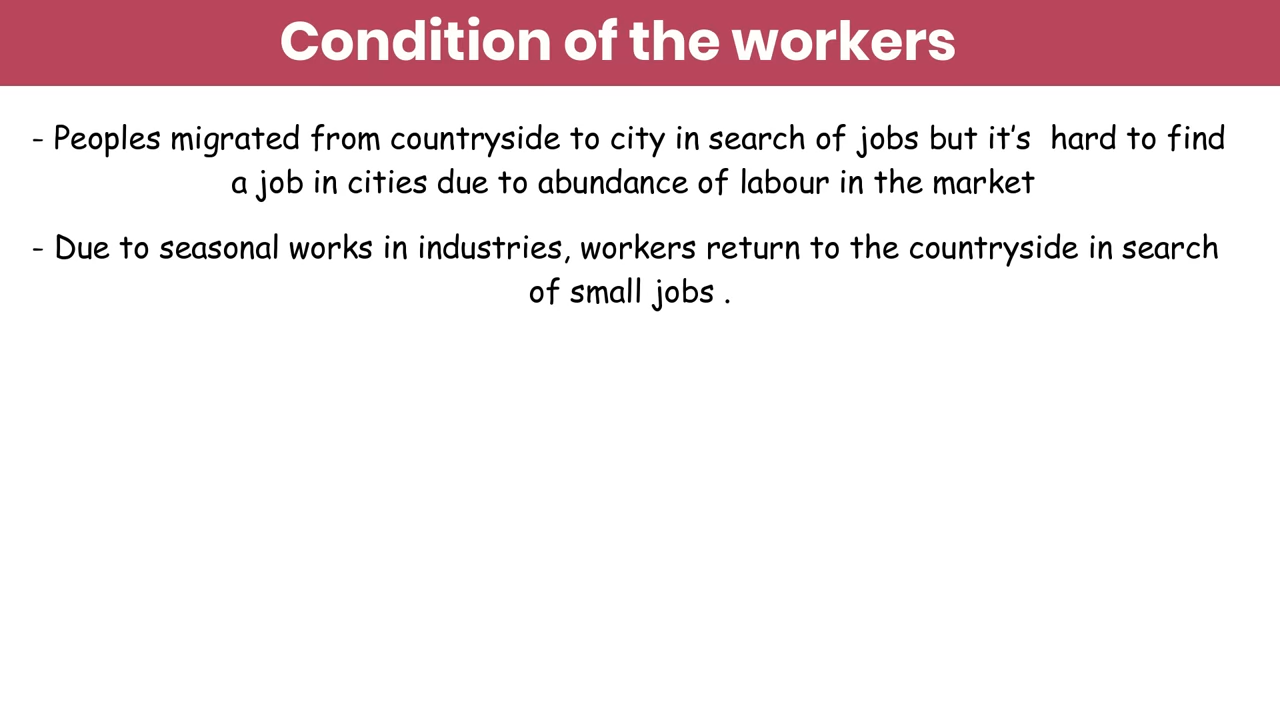 Condition of the workers
- Peoples migrated from countryside to city in search of jobs but it's  hard to find
a job in cities due to abundance of labour in the market
- Due to seasonal works in industries, workers return to the countryside in search
of small jobs .